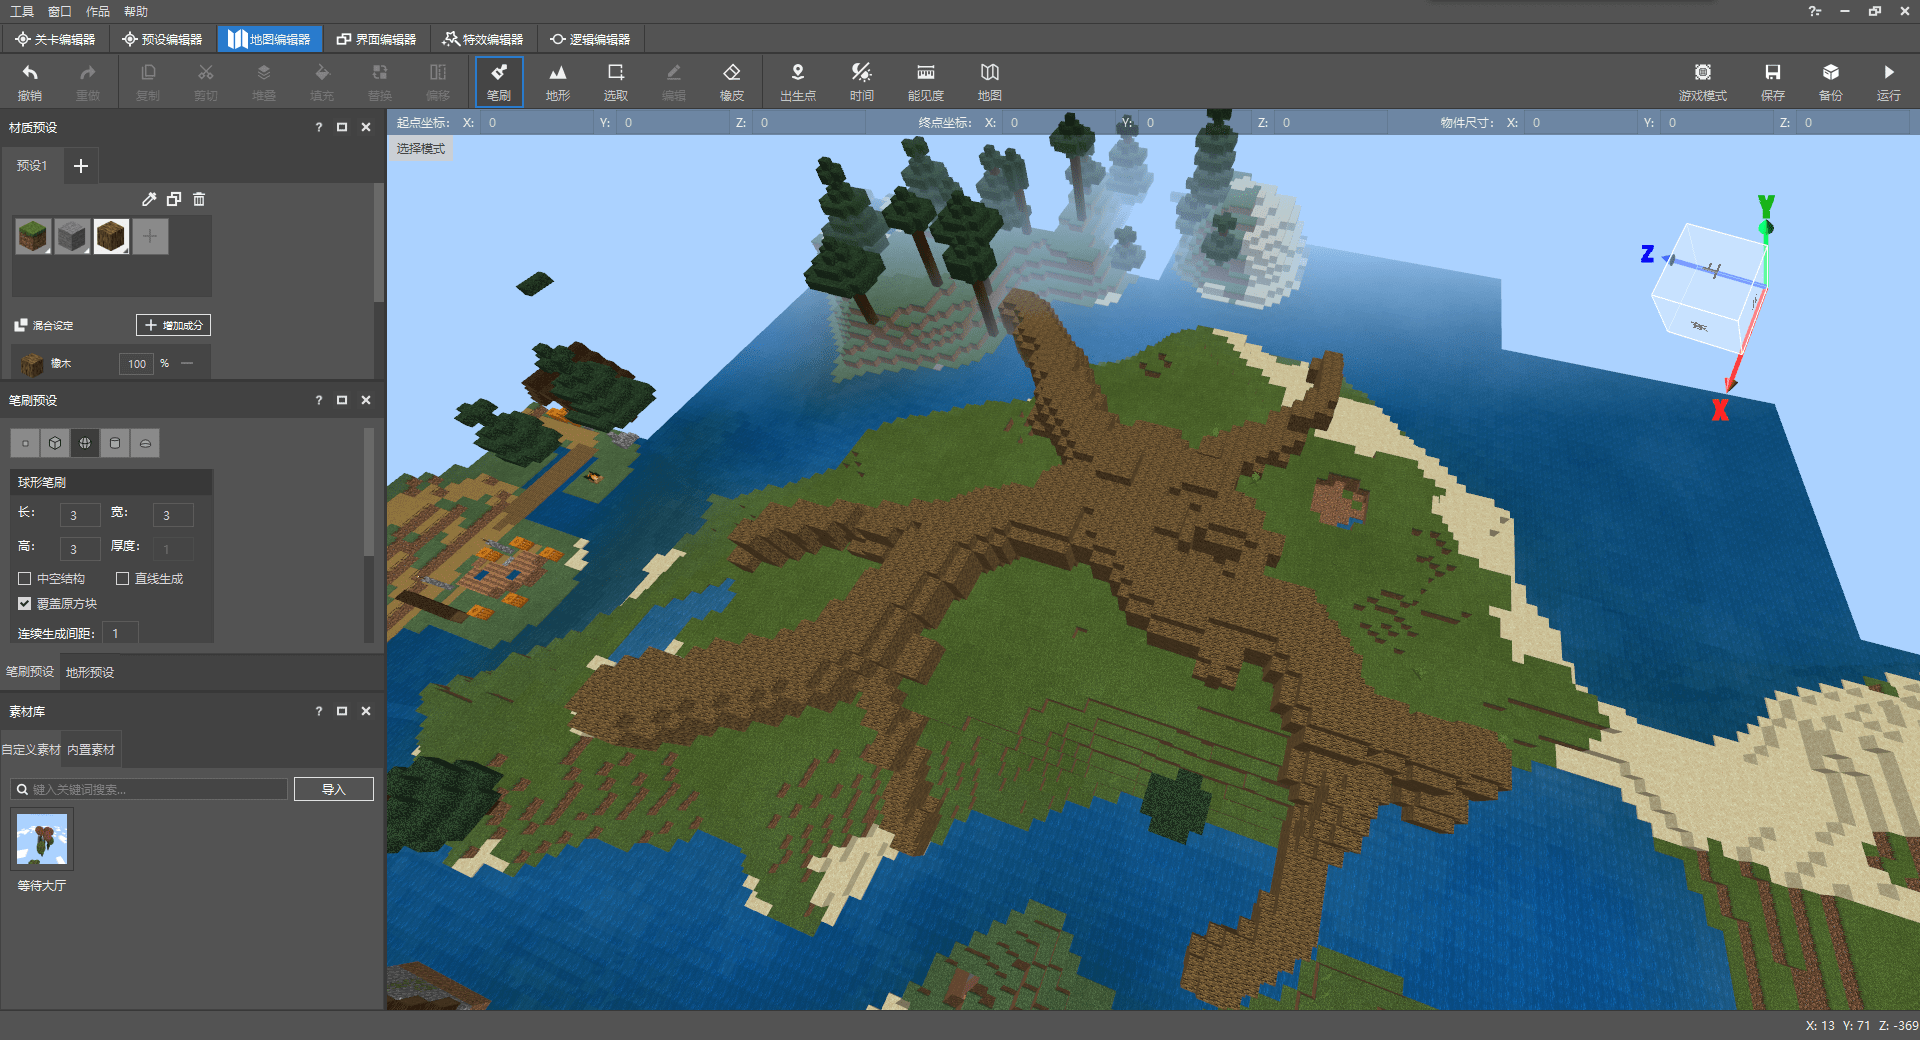 工具 窗口 作品 帮助
关卡编辑器 预设编辑器 地图编辑器 界面编辑器 特效编辑器 逻辑编辑器
撤销 重做 复制 剪切 堆叠 填充 替换 偏移 笔刷 地形 选取 编辑 橡皮 出生点 时间 能见度 地图 游戏模式 保存 备份 运行
起点坐标: X: 0 Y: 0 Z: 0 终点坐标: X: 0 Y: 0 Z: 0 物件尺寸: X: 0 Y: 0 Z: 0
选择模式
材质预设 ?
预设1 +
混合设定 + 增加成分
橡木 100 %
笔刷预设 ?
球形笔刷
长: 3 宽: 3
高: 3 厚度: 1
中空结构 直线生成
覆盖原方块
连续生成间距: 1
笔刷预设 地形预设
素材库 ?
自定义素材 内置素材
键入关键词搜索... 导入
等待大厅
Y
Z
X
X: 13 Y: 71 Z: -369